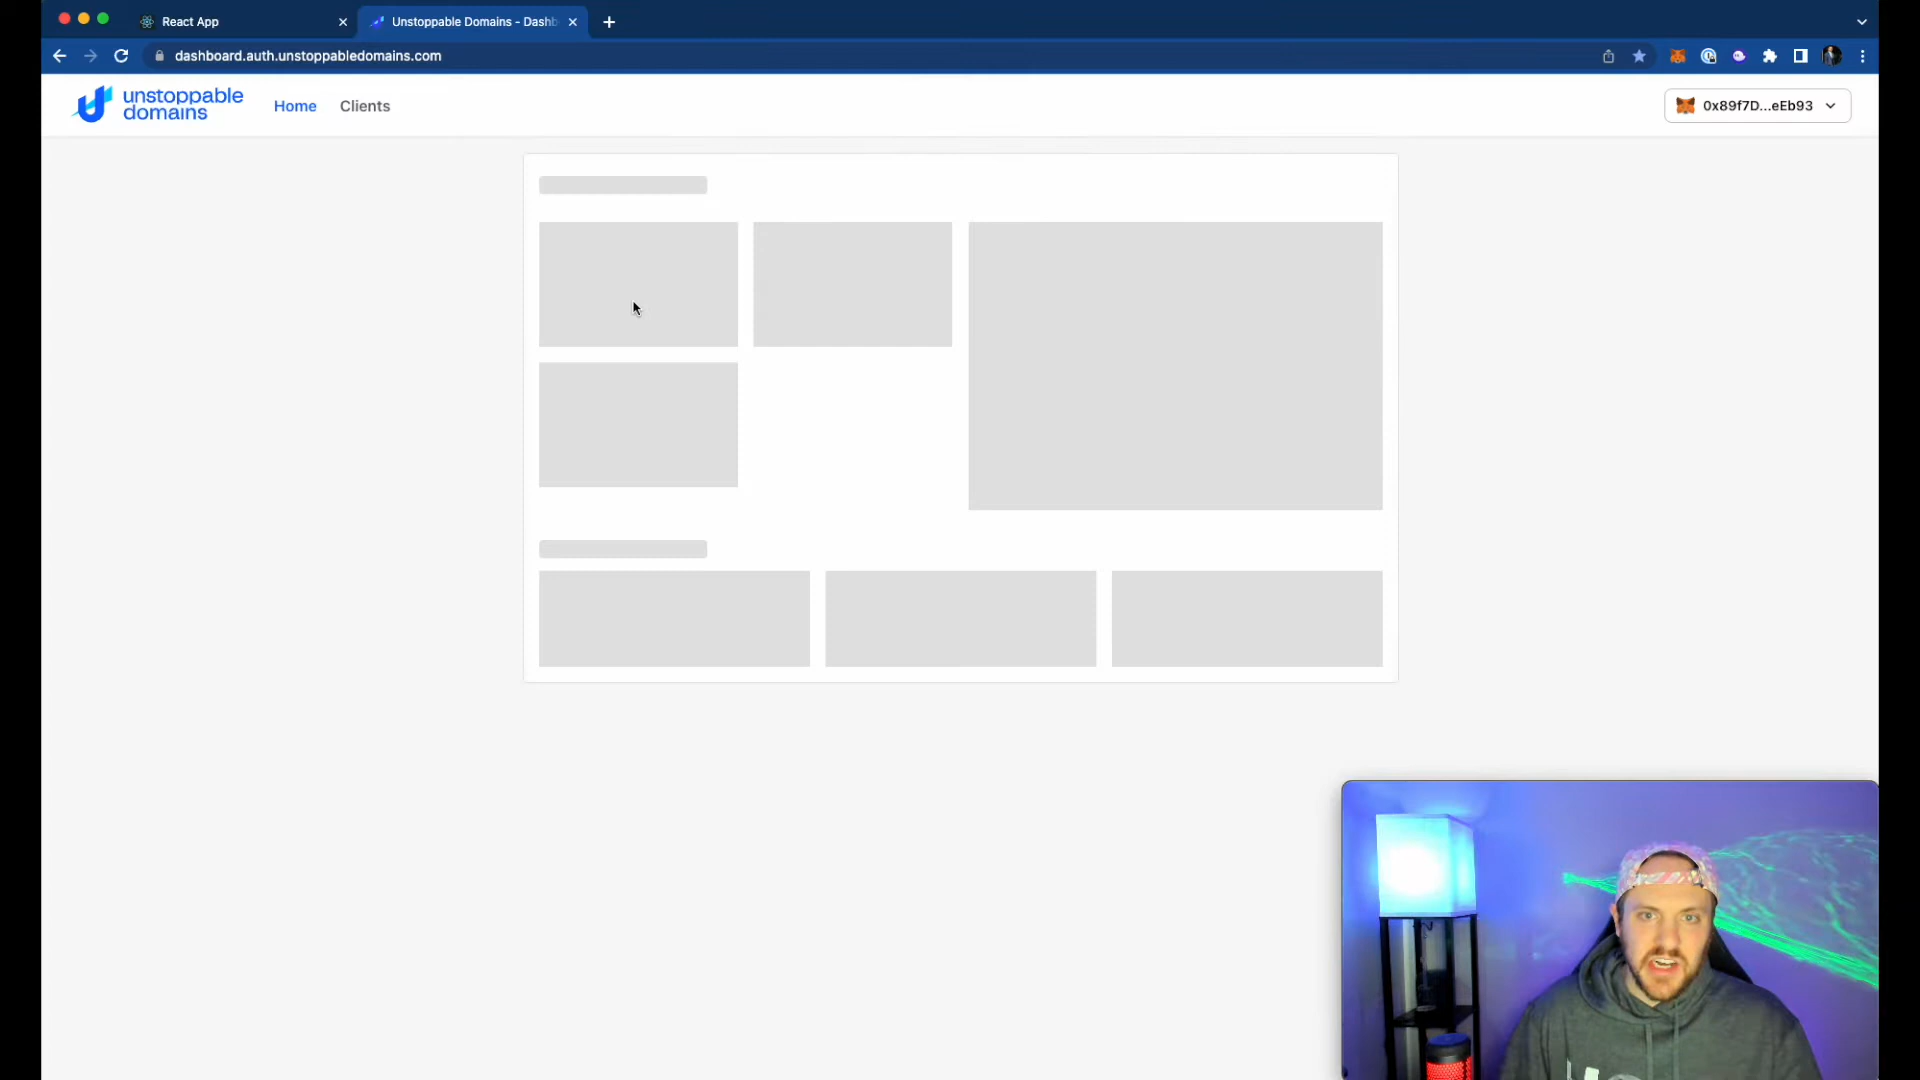 React App
Unstoppable Domains - Dashb
dashboard.auth.unstoppabledomains.com
unstoppable
domains
Home
Clients
0x89f7D...eEb93